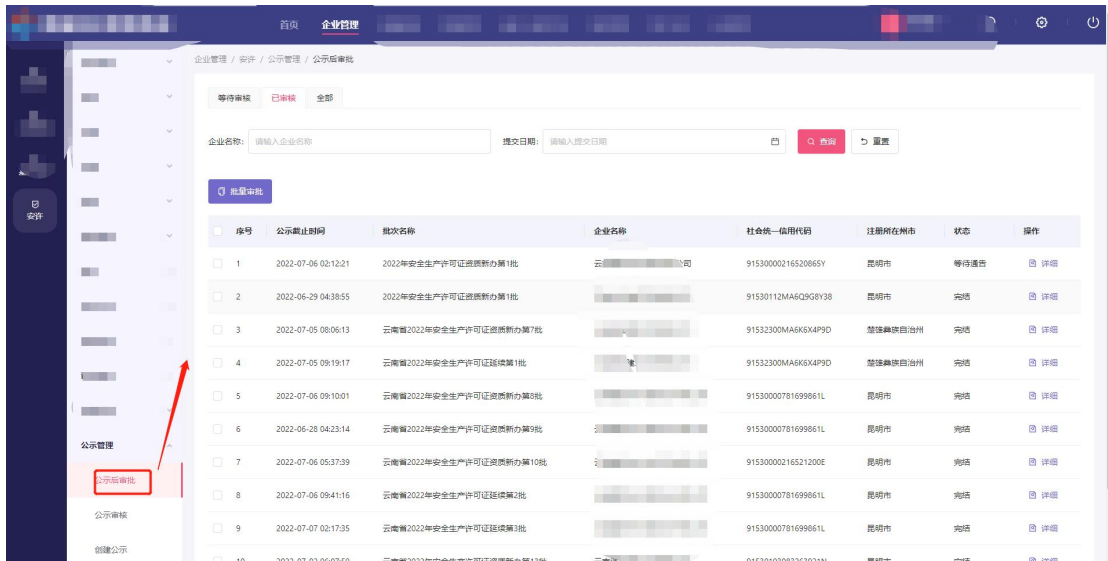 首页 企业管理
企业管理 / 安许 / 公示管理 / 公示后审批
等待审核 已审核 全部
企业名称: 请输入企业名称 提交日期: 请输入提交日期 查询 重置
批量审批
安许
序号 公示截止时间 批次名称 企业名称 社会统一信用代码 注册所在州市 状态 操作
1 2022-07-06 02:12:21 2022年安全生产许可证资质新办第1批 云 公司 91530000216520865Y 昆明市 等待通告 详细
2 2022-06-29 04:38:55 2022年安全生产许可证资质新办第1批 91530112MA6Q9G8Y38 昆明市 完结 详细
3 2022-07-05 08:06:13 云南省2022年安全生产许可证资质新办第7批 91532300MA6K6X4P9D 楚雄彝族自治州 完结 详细
4 2022-07-05 09:19:17 云南省2022年安全生产许可证延续第1批 91532300MA6K6X4P9D 楚雄彝族自治州 完结 详细
5 2022-07-06 09:10:01 云南省2022年安全生产许可证资质新办第8批 91530000781699861L 昆明市 完结 详细
6 2022-06-28 04:23:14 云南省2022年安全生产许可证资质新办第9批 91530000781699861L 昆明市 完结 详细
公示管理
7 2022-07-06 05:37:39 云南省2022年安全生产许可证资质新办第10批 91530000216521200E 昆明市 完结 详细
公示后审批
8 2022-07-06 09:41:16 云南省2022年安全生产许可证延续第2批 91530000781699861L 昆明市 完结 详细
公示审核
9 2022-07-07 02:17:35 云南省2022年安全生产许可证延续第3批 91530000781699861L 昆明市 完结 详细
创建公示